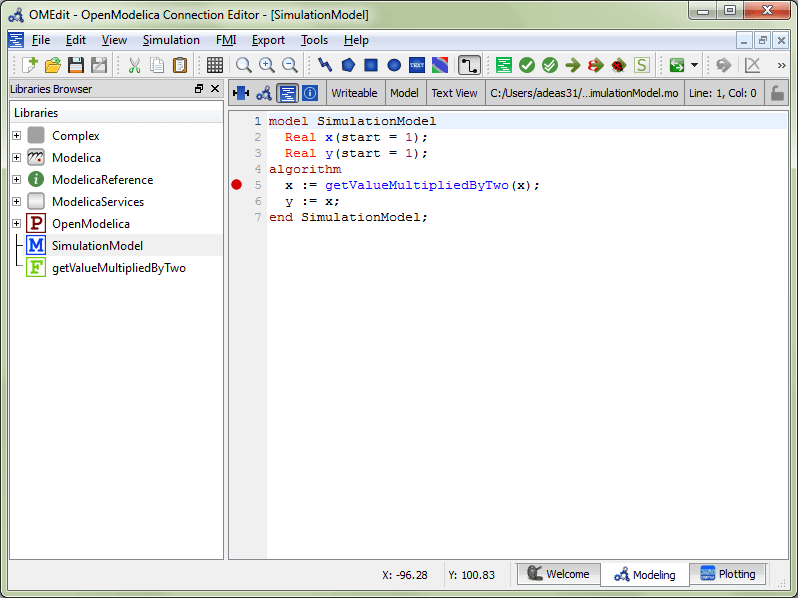 OMEdit - OpenModelica Connection Editor - [SimulationModel]
File Edit View Simulation FMI Export Tools Help
TEXT
S
Libraries Browser
Writeable Model Text View C:/Users/adeas31/...imulationModel.mo Line: 1, Col: 0
Libraries
Complex
Modelica
ModelicaReference
ModelicaServices
P OpenModelica
M SimulationModel
F getValueMultipliedByTwo
1 model SimulationModel
2 Real x(start = 1);
3 Real y(start = 1);
4 algorithm
5 x := getValueMultipliedByTwo(x);
6 y := x;
7 end SimulationModel;
X: -96.28 Y: 100.83 Welcome Modeling Plotting